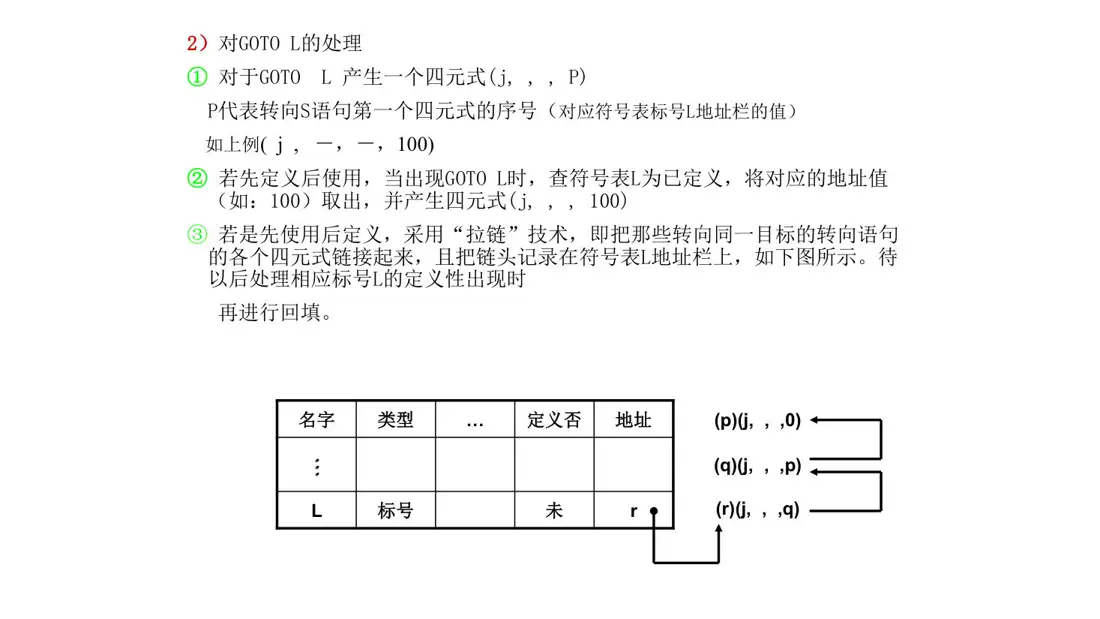 2）对GOTO L的处理
① 对于GOTO L 产生一个四元式(j, , , P)
P代表转向S语句第一个四元式的序号（对应符号表标号L地址栏的值）
如上例( j , －, －, 100)
② 若先定义后使用，当出现GOTO L时，查符号表L为已定义，将对应的地址值
（如：100）取出，并产生四元式(j, , , 100)
③ 若是先使用后定义，采用“拉链”技术，即把那些转向同一目标的转向语句
的各个四元式链接起来，且把链头记录在符号表L地址栏上，如下图所示。待
以后处理相应标号L的定义性出现时
再进行回填。
名字 类型 … 定义否 地址
⋮
L 标号 未 r
(p)(j, , ,0)
(q)(j, , ,p)
(r)(j, , ,q)